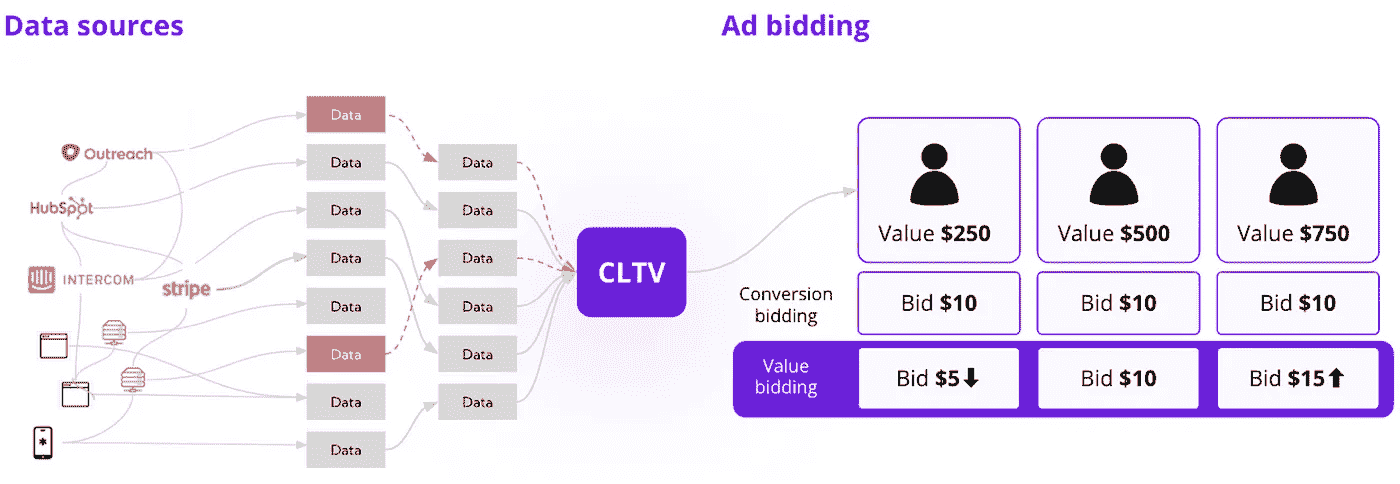 Data sources
Ad bidding
Outreach
HubSpot
INTERCOM
stripe
Data
Data
Data
Data
Data
Data
Data
Data
Data
Data
Data
Data
Data
Data
CLTV
Value $250
Value $500
Value $750
Conversion
bidding
Bid $10
Bid $10
Bid $10
Value
bidding
Bid $5
Bid $10
Bid $15